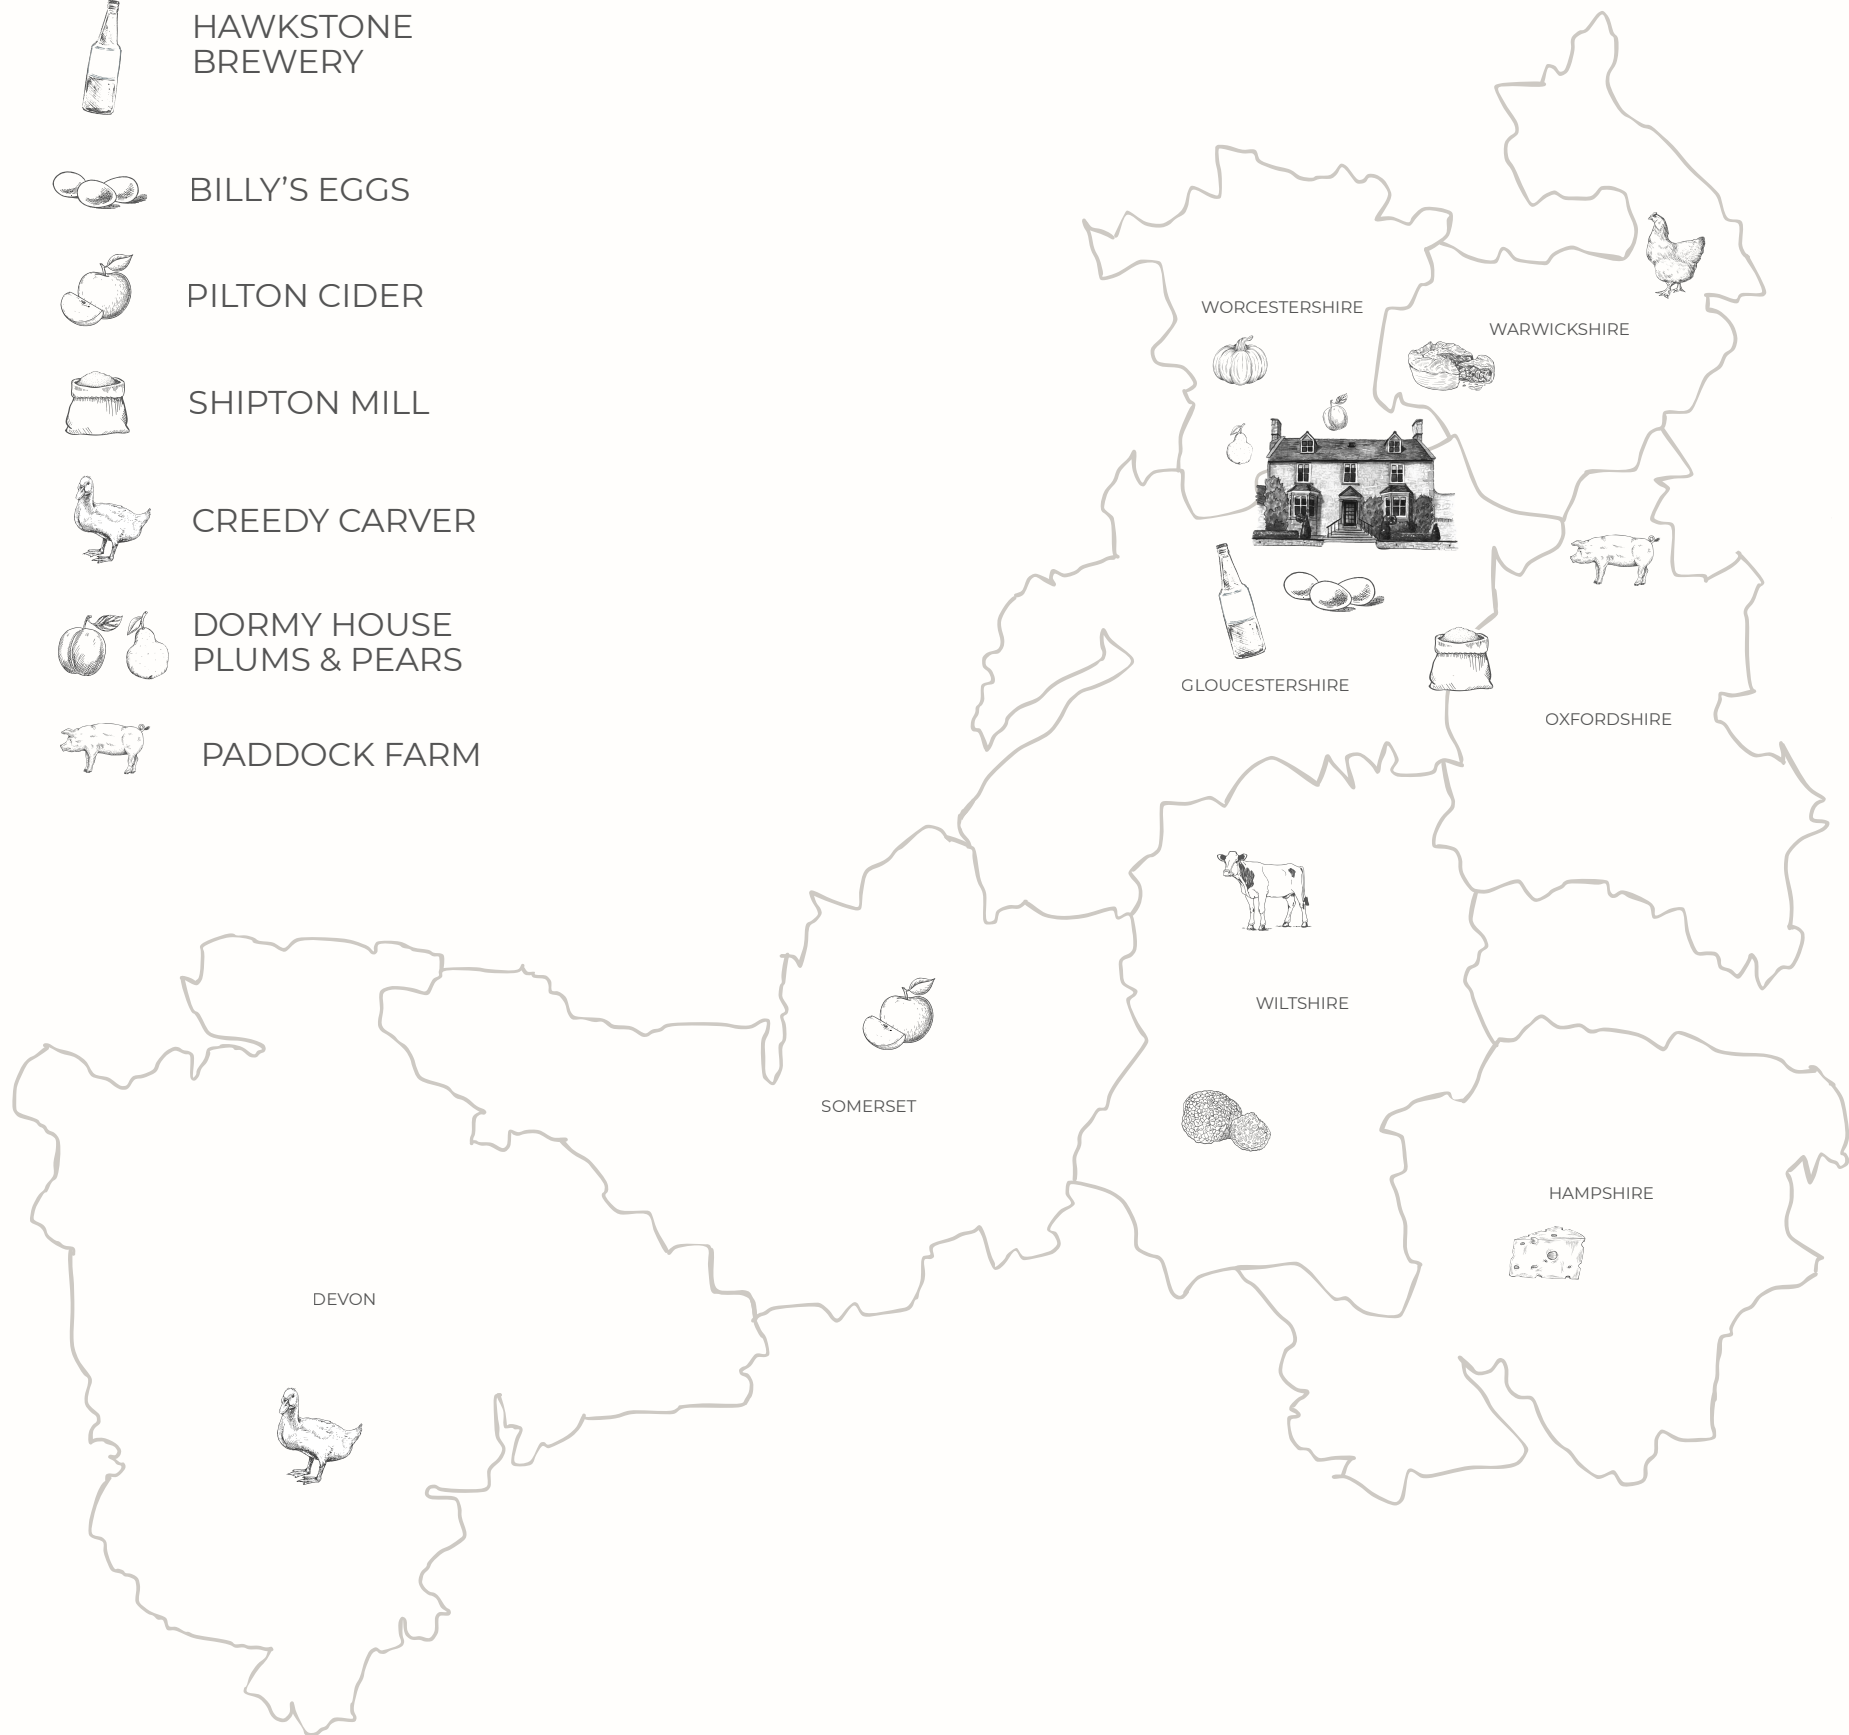 HAWKSTONE
BREWERY
BILLY’S EGGS
PILTON CIDER
SHIPTON MILL
CREEDY CARVER
DORMY HOUSE
PLUMS & PEARS
PADDOCK FARM
WORCESTERSHIRE
WARWICKSHIRE
GLOUCESTERSHIRE
OXFORDSHIRE
WILTSHIRE
SOMERSET
HAMPSHIRE
DEVON